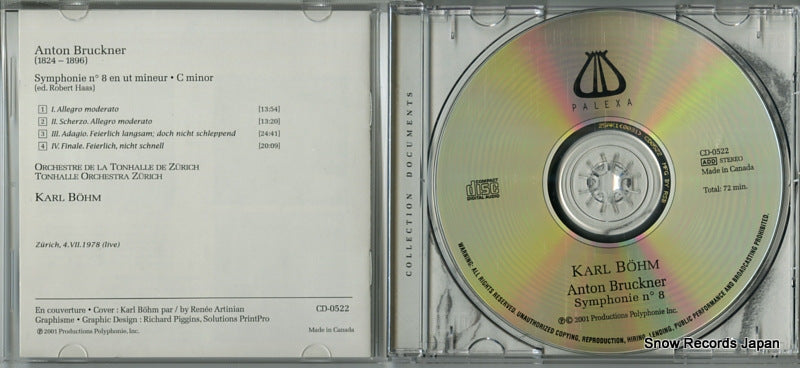 Anton Bruckner
(1824 – 1896)
Symphonie n° 8 en ut mineur • C minor
[ed. Robert Haas]
1 I. Allegro moderato [13:54]
2 II. Scherzo. Allegro moderato [13:20]
3 III. Adagio. Feierlich langsam; doch nicht schleppend [24:41]
4 IV. Finale. Feierlich, nicht schnell [20:09]
ORCHESTRE DE LA TONHALLE DE ZÜRICH
TONHALLE ORCHESTRA ZÜRICH
KARL BÖHM
Zürich, 4.VII.1978 (live)
En couverture • Cover : Karl Böhm par / by Renée Artinian
Graphisme • Graphic Design : Richard Piggins, Solutions PrintPro
℗ 2001 Productions Polyphonie Inc.
CD-0522
Made in Canada
COLLECTION DOCUMENTS
PALEXA
CD0522 MFG BY RSB
CD-0522
ADD STEREO
Made in Canada
Total: 72 min.
COMPACT
disc
DIGITAL AUDIO
KARL BÖHM
Anton Bruckner
Symphonie n° 8
℗ © 2001 Productions Polyphonie Inc.
WARNING: ALL RIGHTS RESERVED. UNAUTHORIZED COPYING, REPRODUCTION, HIRING, LENDING, PUBLIC PERFORMANCE AND BROADCASTING PROHIBITED.
Snow Records Japan